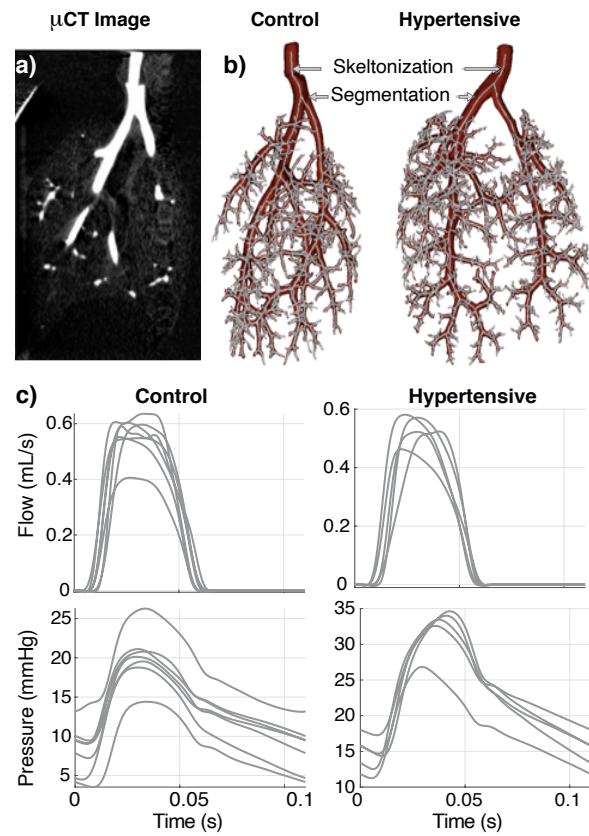 μCT Image
Control
Hypertensive
a)
b)
Skeltonization
Segmentation
c)
Control
Hypertensive
Flow (mL/s)
0.6
0.4
0.2
0
0.6
0.4
0.2
0
Pressure (mmHg)
25
20
15
10
5
0
0.05
0.1
Time (s)
35
30
25
20
15
10
0
0.05
0.1
Time (s)